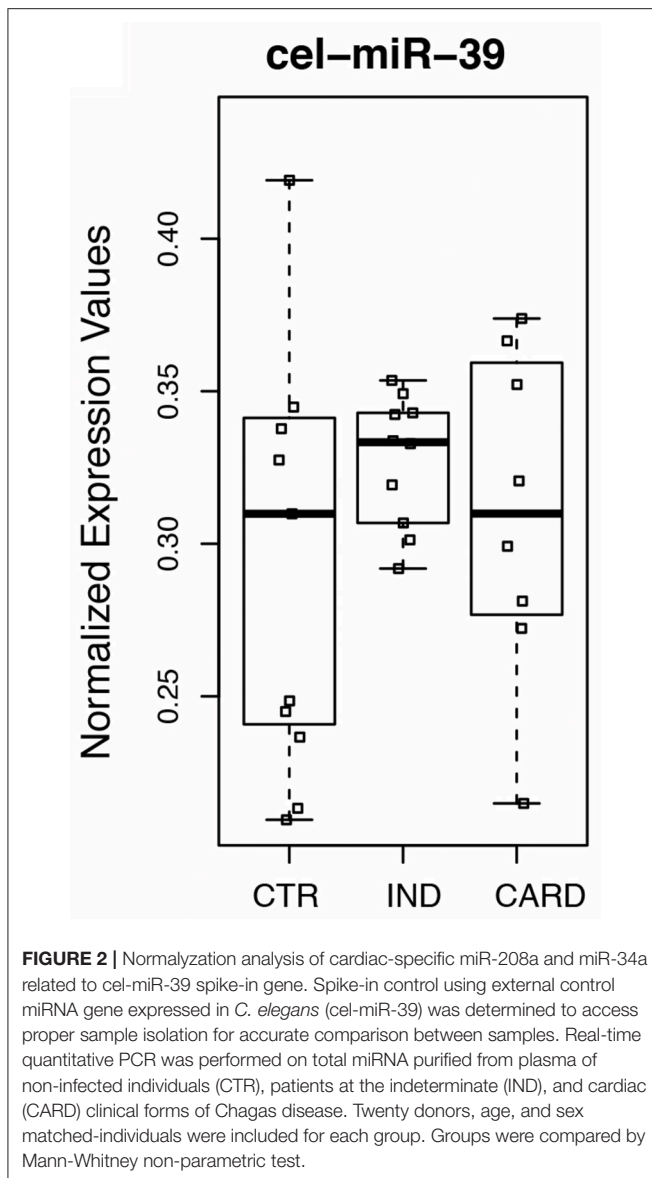 cel–miR–39
Normalized Expression Values
0.40
0.35
0.30
0.25
CTR IND CARD
FIGURE 2 | Normalyzation analysis of cardiac-specific miR-208a and miR-34a
related to cel-miR-39 spike-in gene. Spike-in control using external control
miRNA gene expressed in C. elegans (cel-miR-39) was determined to access
proper sample isolation for accurate comparison between samples. Real-time
quantitative PCR was performed on total miRNA purified from plasma of
non-infected individuals (CTR), patients at the indeterminate (IND), and cardiac
(CARD) clinical forms of Chagas disease. Twenty donors, age, and sex
matched-individuals were included for each group. Groups were compared by
Mann-Whitney non-parametric test.